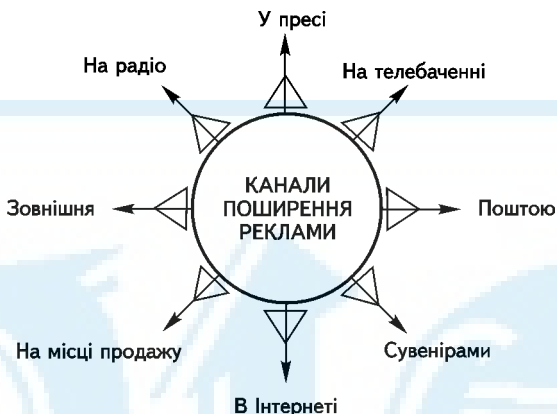 У пресі
На радіо
На телебаченні
Зовнішня
КАНАЛИ
ПОШИРЕННЯ
РЕКЛАМИ
Поштою
На місці продажу
Сувенірами
В Інтернеті